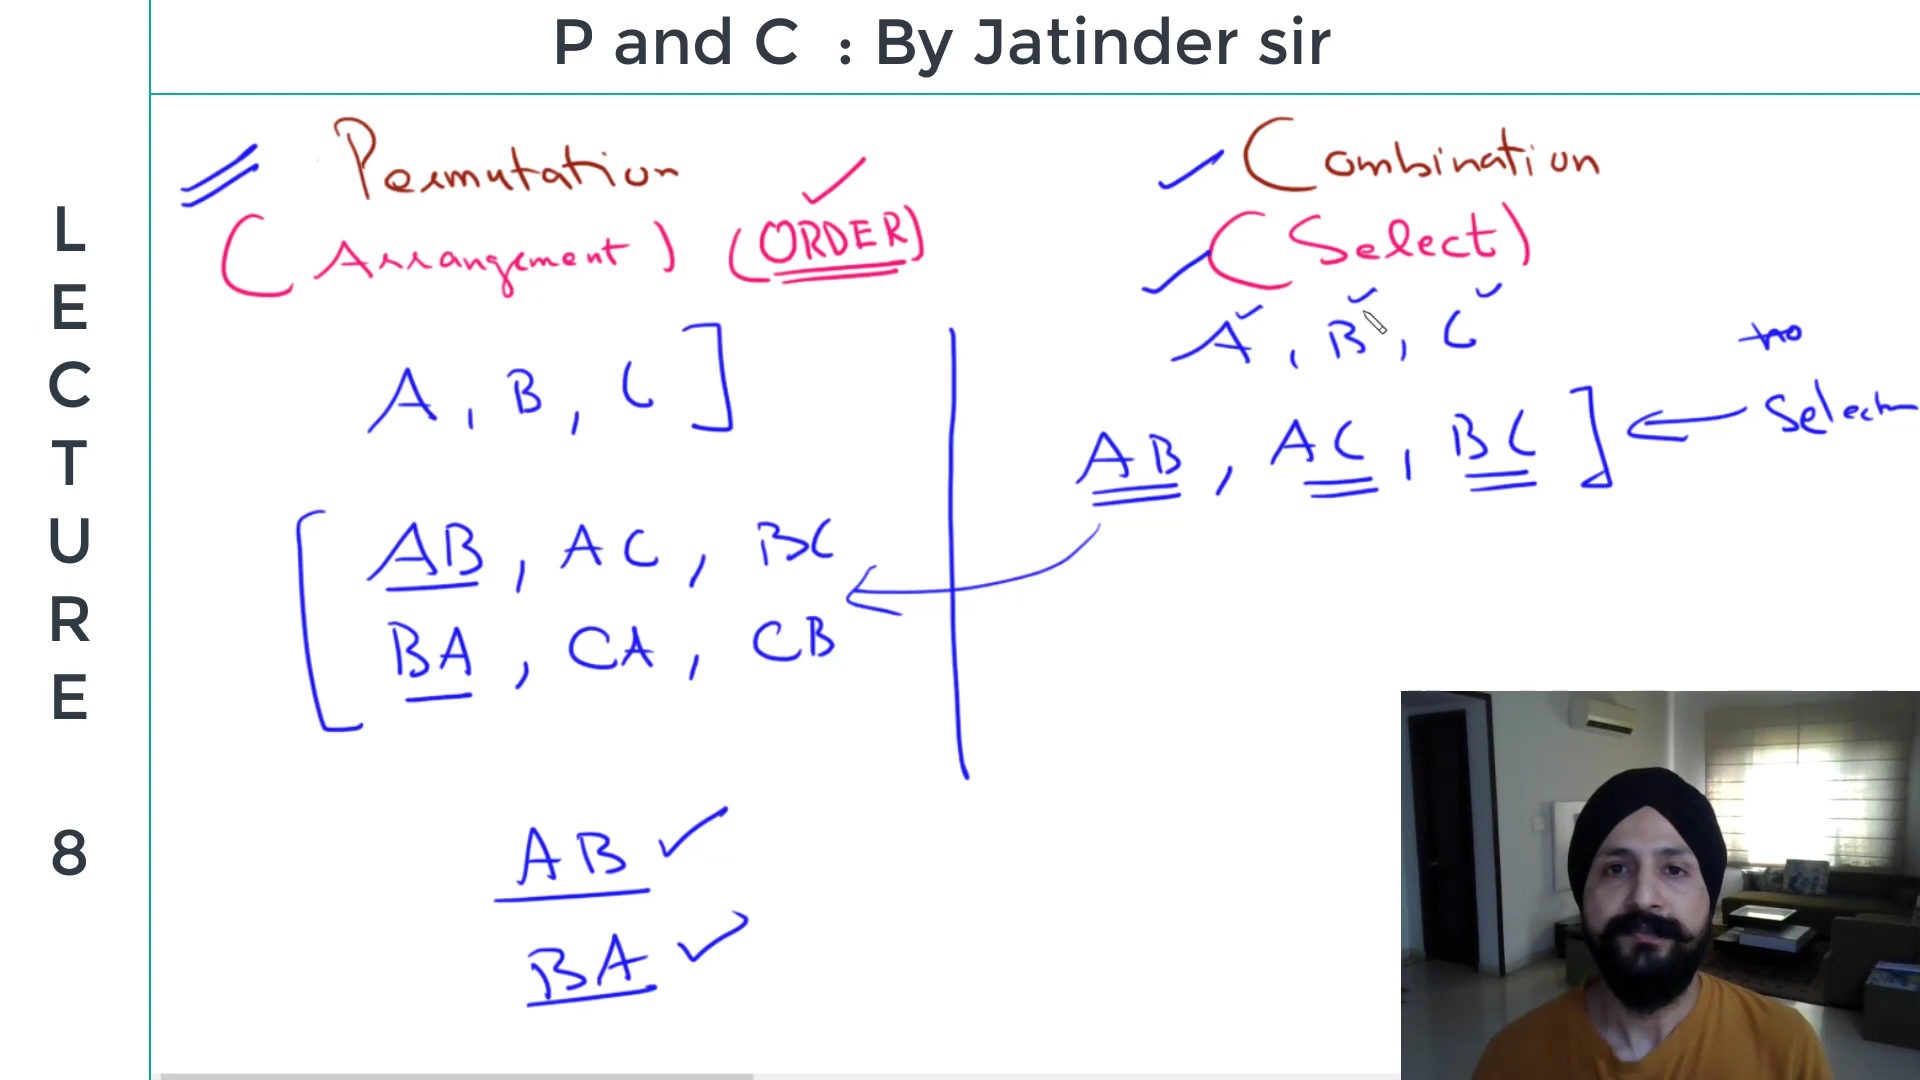 P and C : By Jatinder sir
LECTURE 8
Permutation
(Arrangement) (ORDER)
A, B, C]
[AB, AC, BC
BA, CA, CB
AB
BA
Combination
(Select)
A, B, C
no
AB, AC, BC] ← Select